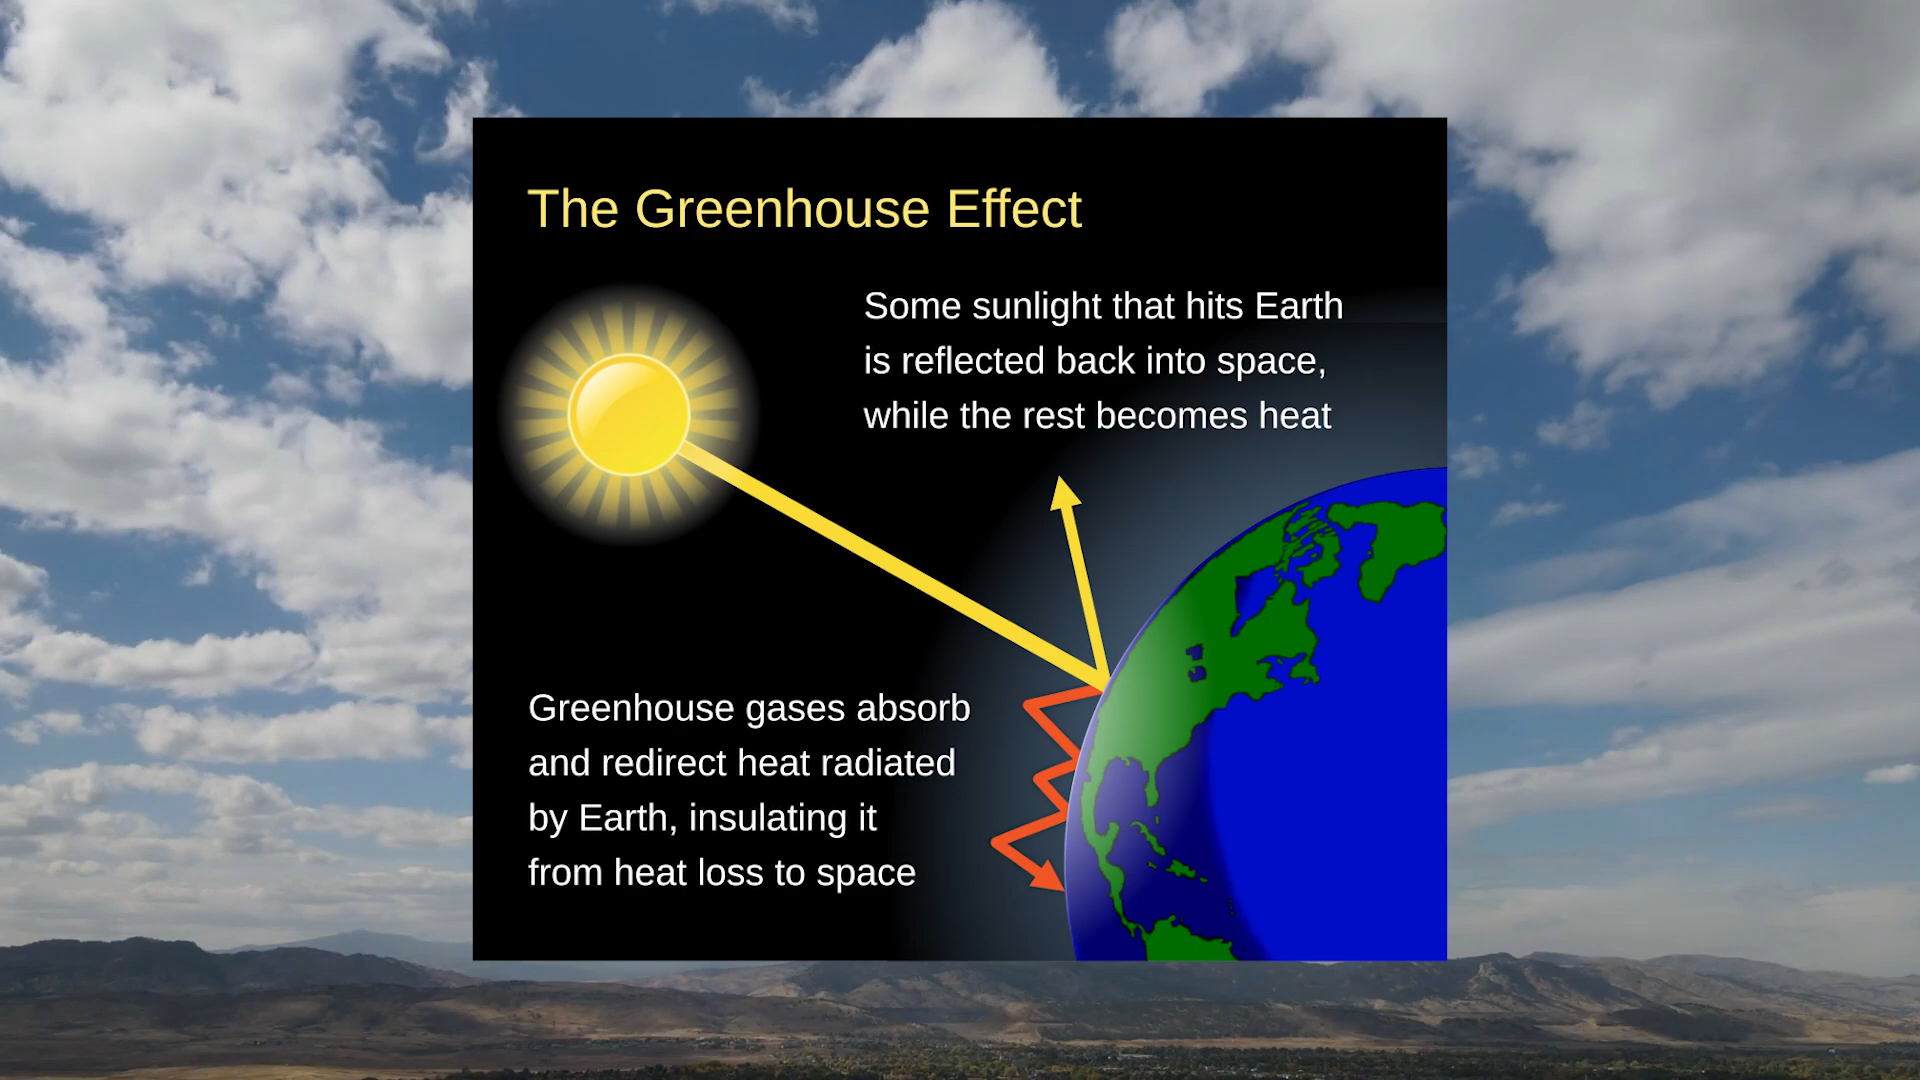 The Greenhouse Effect
Some sunlight that hits Earth
is reflected back into space,
while the rest becomes heat
Greenhouse gases absorb
and redirect heat radiated
by Earth, insulating it
from heat loss to space